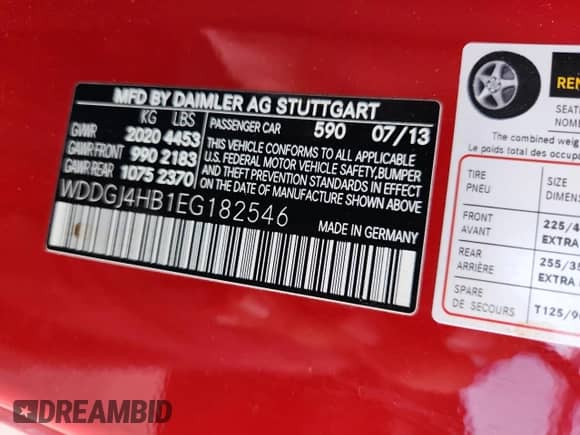 MFD BY DAIMLER AG STUTTGART
KG LBS PASSENGER CAR 590 07/13
GVWR 2020 4453
GAWR FRONT 990 2183
GAWR REAR 1075 2370
THIS VEHICLE CONFORMS TO ALL APPLICABLE
U.S. FEDERAL MOTOR VEHICLE SAFETY, BUMPER
AND THEFT PREVENTION STANDARDS IN EFFECT
ON THE DATE OF MANUFACTURE SHOWN ABOVE
WDDGJ4HB1EG182546
MADE IN GERMANY
The combined
Le poids total des
TIRE SIZE
PNEU
FRONT 225/4
AVANT EXTRA
REAR 255/35
ARRIÈRE EXTRA
SPARE
DE SECOURS T125/90
DREAMBID